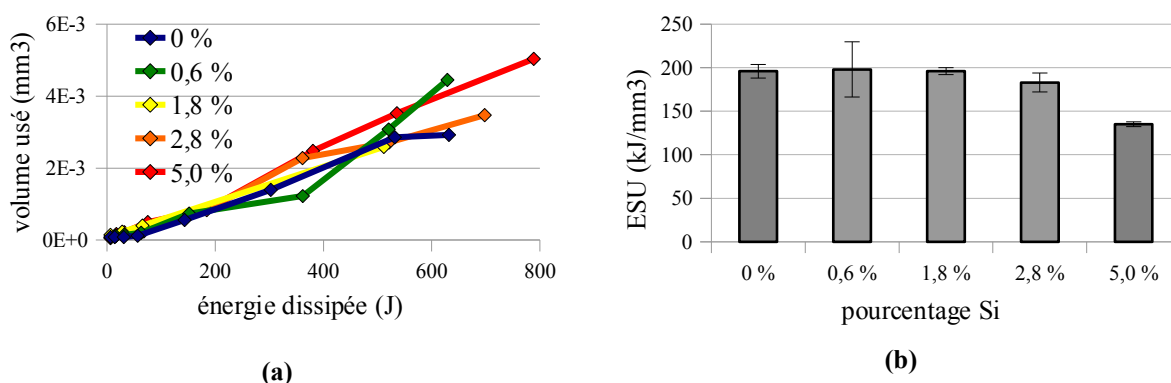 6E-3
4E-3
2E-3
0E+0
volume usé (mm3)
0 %
0,6 %
1,8 %
2,8 %
5,0 %
0
200
400
600
800
énergie dissipée (J)
(a)
250
200
150
100
50
0
ESU (kJ/mm3)
0 %
0,6 %
1,8 %
2,8 %
5,0 %
pourcentage Si
(b)